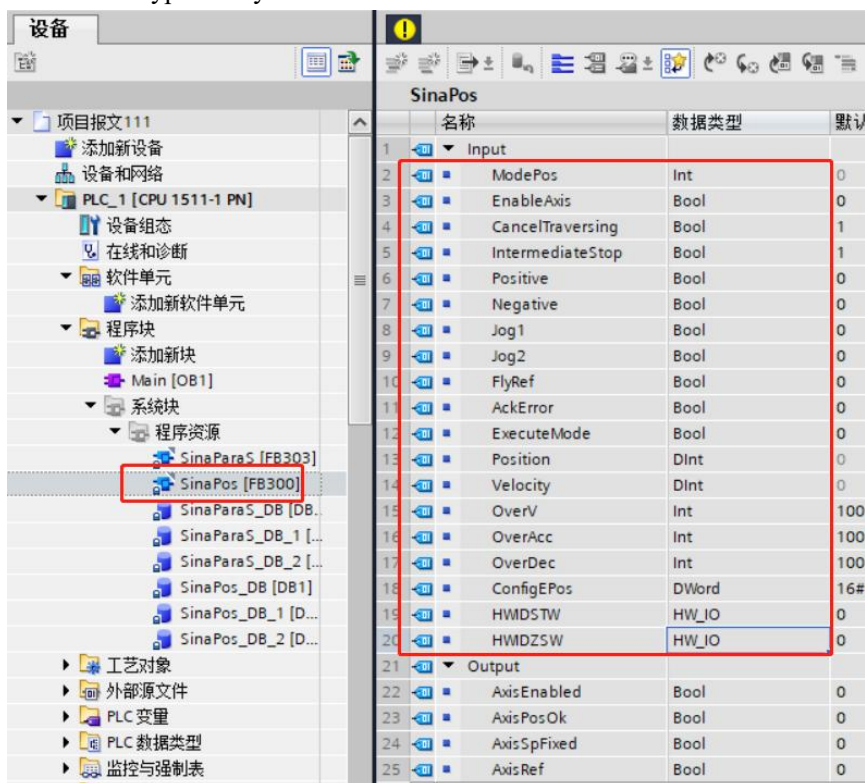 设备
项目报文111
添加新设备
设备和网络
PLC_1 [CPU 1511-1 PN]
设备组态
在线和诊断
软件单元
添加新软件单元
程序块
添加新块
Main [OB1]
系统块
程序资源
SinaParaS [FB303]
SinaPos [FB300]
SinaParaS_DB [DB...
SinaParaS_DB_1 [...
SinaParaS_DB_2 [...
SinaPos_DB [DB1]
SinaPos_DB_1 [D...
SinaPos_DB_2 [D...
工艺对象
外部源文件
PLC 变量
PLC 数据类型
监控与强制表
SinaPos
名称 数据类型 默认
1 Input
2 ModePos Int 0
3 EnableAxis Bool 0
4 CancelTraversing Bool 1
5 IntermediateStop Bool 1
6 Positive Bool 0
7 Negative Bool 0
8 Jog1 Bool 0
9 Jog2 Bool 0
10 FlyRef Bool 0
11 AckError Bool 0
12 ExecuteMode Bool 0
13 Position DInt 0
14 Velocity DInt 0
15 OverV Int 100
16 OverAcc Int 100
17 OverDec Int 100
18 ConfigEPos DWord 16#
19 HWIDSTW HW_IO 0
20 HWIDZSW HW_IO 0
21 Output
22 AxisEnabled Bool 0
23 AxisPosOk Bool 0
24 AxisSpFixed Bool 0
25 AxisRef Bool 0